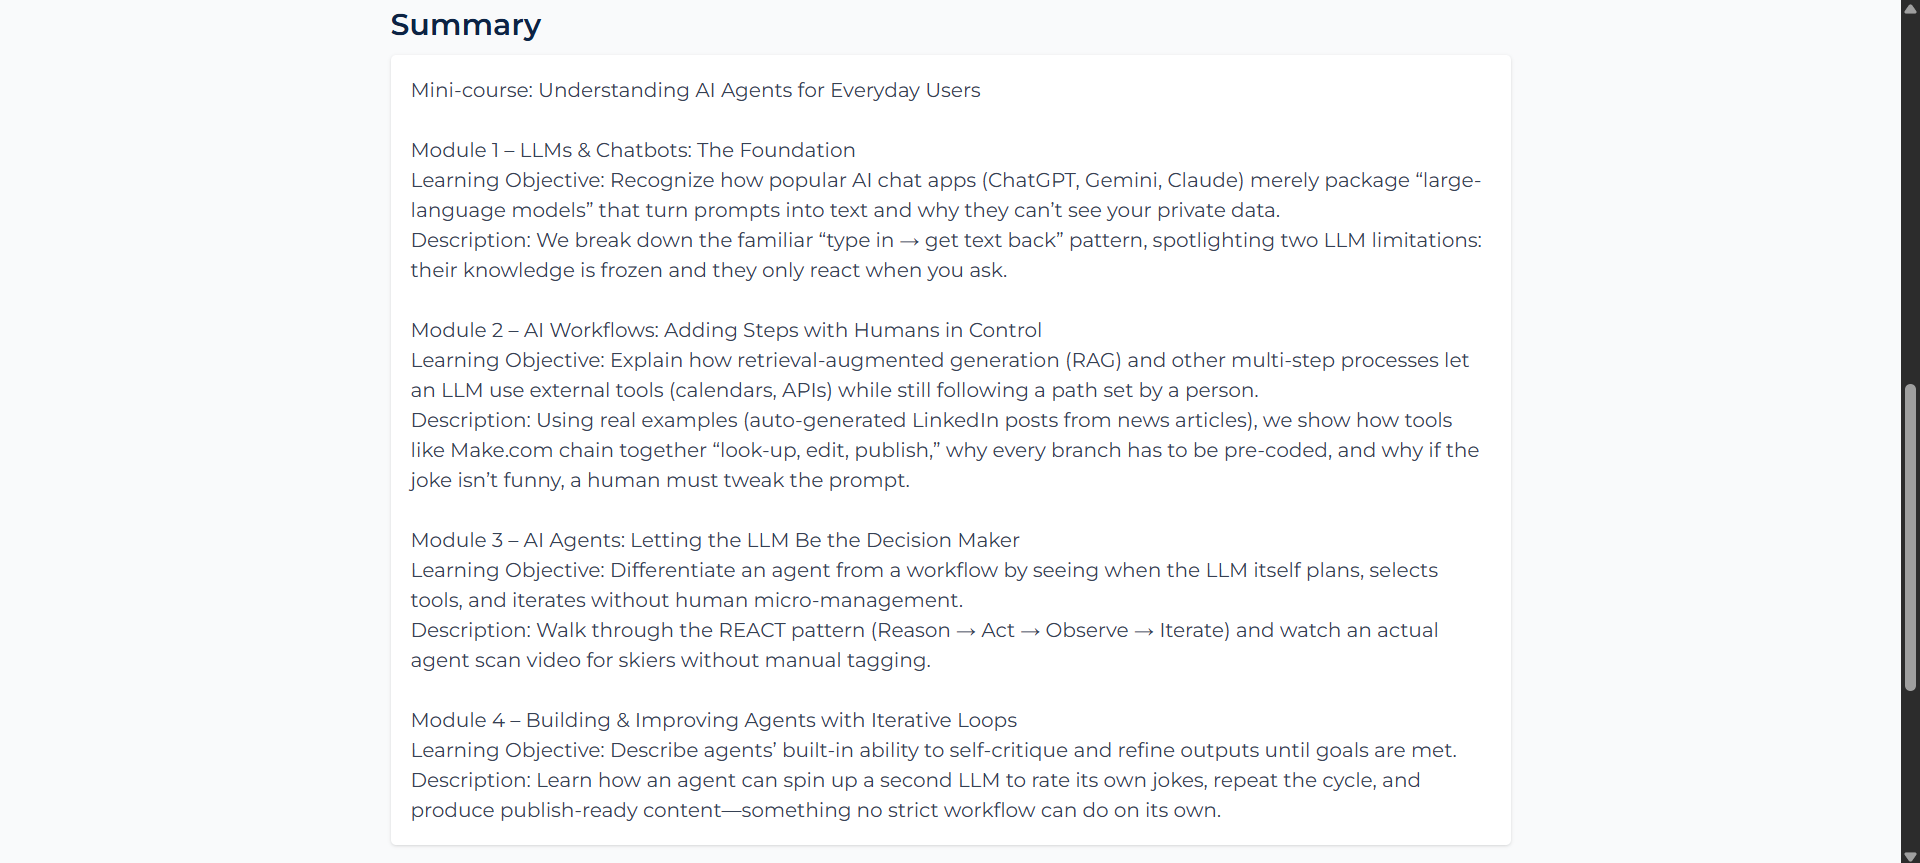 Summary
Mini-course: Understanding AI Agents for Everyday Users
Module 1 – LLMs & Chatbots: The Foundation
Learning Objective: Recognize how popular AI chat apps (ChatGPT, Gemini, Claude) merely package “large-
language models” that turn prompts into text and why they can’t see your private data.
Description: We break down the familiar “type in → get text back” pattern, spotlighting two LLM limitations:
their knowledge is frozen and they only react when you ask.
Module 2 – AI Workflows: Adding Steps with Humans in Control
Learning Objective: Explain how retrieval-augmented generation (RAG) and other multi-step processes let
an LLM use external tools (calendars, APIs) while still following a path set by a person.
Description: Using real examples (auto-generated LinkedIn posts from news articles), we show how tools
like Make.com chain together “look-up, edit, publish,” why every branch has to be pre-coded, and why if the
joke isn’t funny, a human must tweak the prompt.
Module 3 – AI Agents: Letting the LLM Be the Decision Maker
Learning Objective: Differentiate an agent from a workflow by seeing when the LLM itself plans, selects
tools, and iterates without human micro-management.
Description: Walk through the REACT pattern (Reason → Act → Observe → Iterate) and watch an actual
agent scan video for skiers without manual tagging.
Module 4 – Building & Improving Agents with Iterative Loops
Learning Objective: Describe agents’ built-in ability to self-critique and refine outputs until goals are met.
Description: Learn how an agent can spin up a second LLM to rate its own jokes, repeat the cycle, and
produce publish-ready content—something no strict workflow can do on its own.